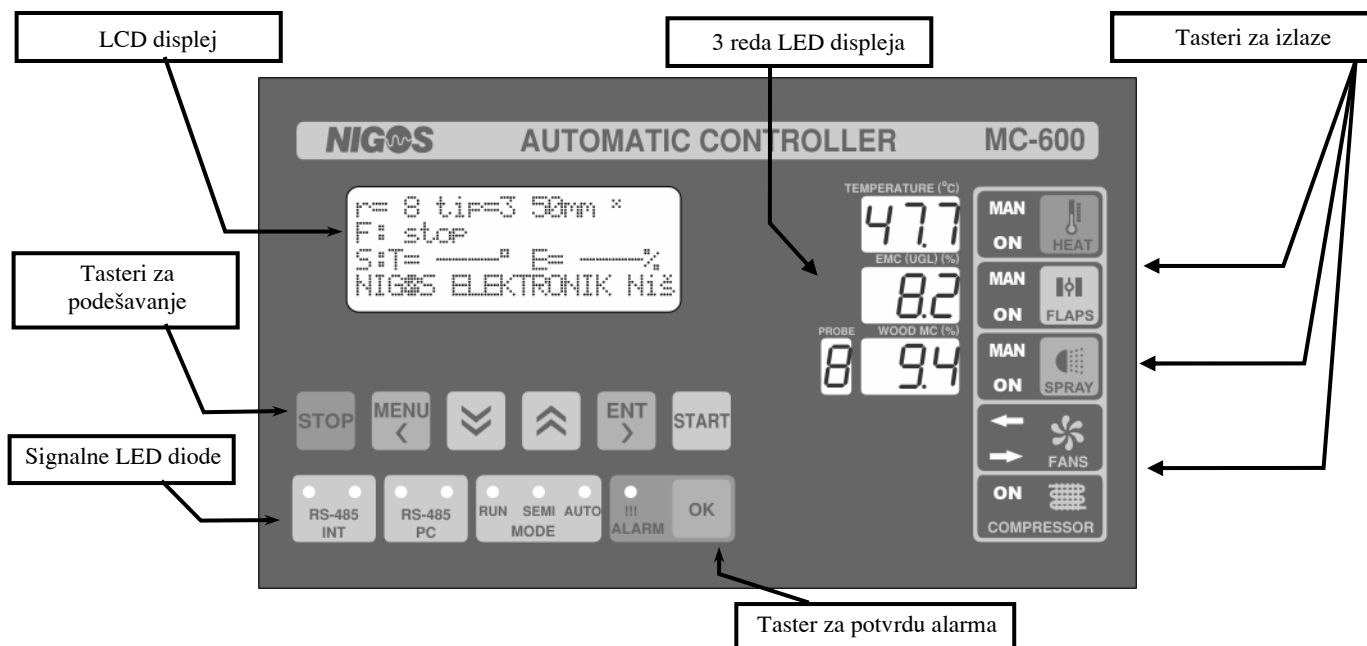 LCD displej
3 reda LED displeja
Tasteri za izlaze
NIGOS AUTOMATIC CONTROLLER MC-600
r= 8 tip=3 50mm *
F: stop
S:T= -----° E= -----%
NIGOS ELEKTRONIK Niš
TEMPERATURE (°C)
47.7
EMC (UGL) (%)
8.2
PROBE WOOD MC (%)
8 9.4
MAN
ON HEAT
MAN
ON FLAPS
MAN
ON SPRAY
FANS
ON
COMPRESSOR
Tasteri za
podešavanje
STOP MENU ENT START
Signalne LED diode
RS-485
INT
RS-485
PC
RUN SEMI AUTO
MODE
!!!
ALARM
OK
Taster za potvrdu alarma